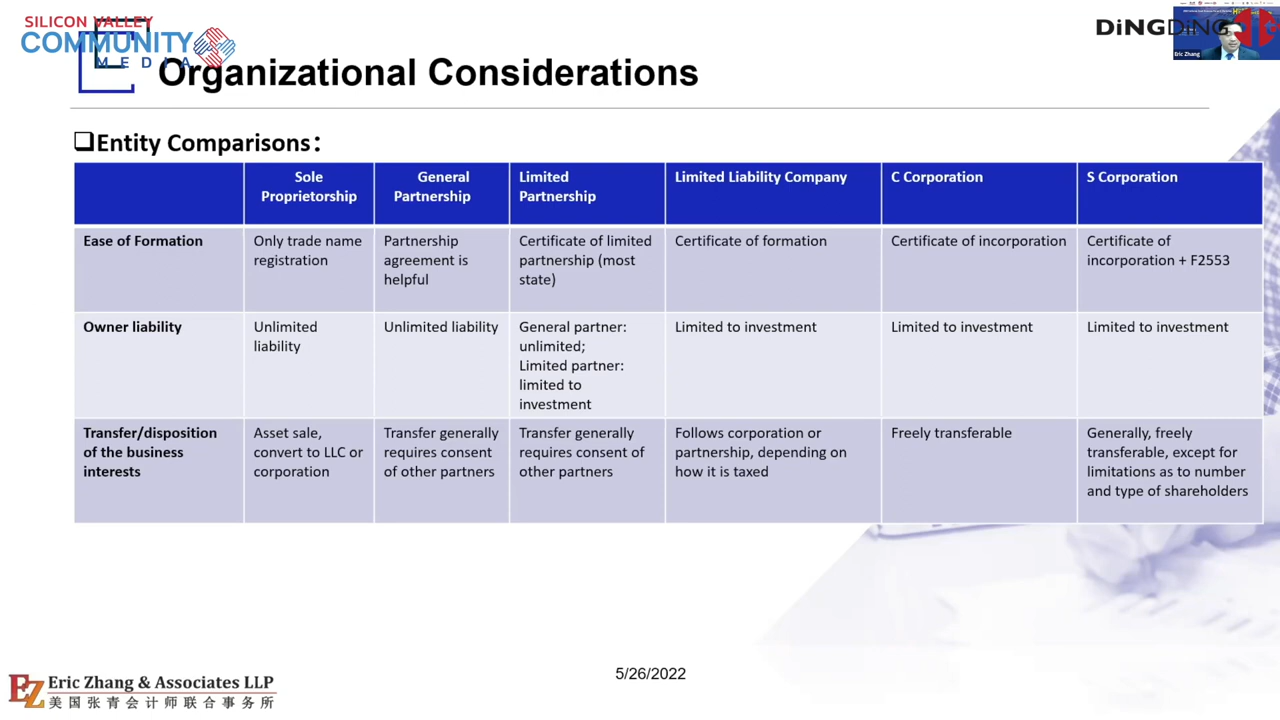 SILICON VALLEY
COMMUNITY
MEDIA
DiNGDiNG
Eric Zhang
Organizational Considerations
❑Entity Comparisons：
Sole
Proprietorship
General
Partnership
Limited
Partnership
Limited Liability Company
C Corporation
S Corporation
Ease of Formation
Only trade name
registration
Partnership
agreement is
helpful
Certificate of limited
partnership (most
state)
Certificate of formation
Certificate of incorporation
Certificate of
incorporation + F2553
Owner liability
Unlimited
liability
Unlimited liability
General partner:
unlimited;
Limited partner:
limited to
investment
Limited to investment
Limited to investment
Limited to investment
Transfer/disposition
of the business
interests
Asset sale,
convert to LLC or
corporation
Transfer generally
requires consent
of other partners
Transfer generally
requires consent of
other partners
Follows corporation or
partnership, depending on
how it is taxed
Freely transferable
Generally, freely
transferable, except for
limitations as to number
and type of shareholders
5/26/2022
EZ
Eric Zhang & Associates LLP
美国张青会计师联合事务所